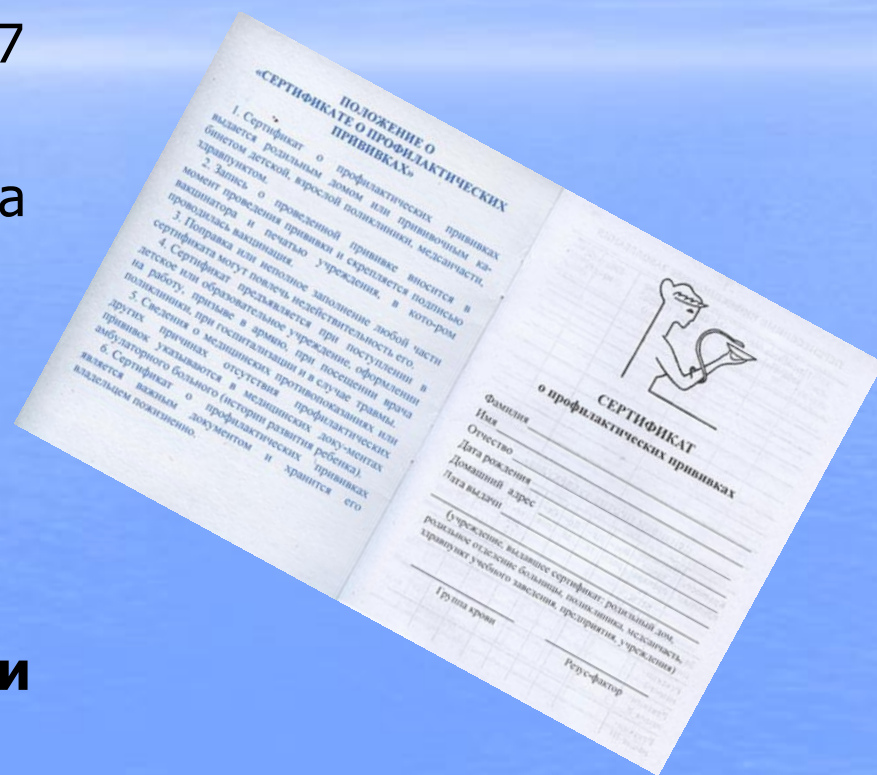 7
а
и
ПОЛОЖЕНИЕ О
«СЕРТИФИКАТЕ О ПРОФИЛАКТИЧЕСКИХ
ПРИВИВКАХ»
1. Сертификат о профилактических прививках
выдается родильным домом или прививочным ка-
бинетом детской, взрослой поликлиники, медсанчасти,
здравпунктом.
2. Запись о проведенной прививке вносится в
момент проведения прививки и скрепляется подписью
вакцинатора и печатью учреждения, в кото-ром
проводилась вакцинация.
3. Поправка или неполное заполнение любой части
сертификата могут повлечь недействительность его.
4. Сертификат предъявляется при поступлении в
детское или образовательное учреждение, оформлении
на работу, призыве в армию, при посещении врача
поликлиники, при госпитализации и в случае травмы.
5. Сведения о медицинских противопоказаниях или
других причинах отсутствия профилактических
прививок указываются в медицинских доку-ментах
амбулаторного больного (истории развития ребенка).
6. Сертификат о профилактических прививках
является важным документом и хранится его
владельцем пожизненно.
СЕРТИФИКАТ
о профилактических прививках
Фамилия
Имя
Отчество
Дата рождения
Домашний адрес
Дата выдачи
(учреждение, выдавшее сертификат: родильный дом,
родильное отделение больницы, поликлиника, медсанчасть,
здравпункт учебного заведения, предприятия, учреждения)
Группа крови
Резус-фактор